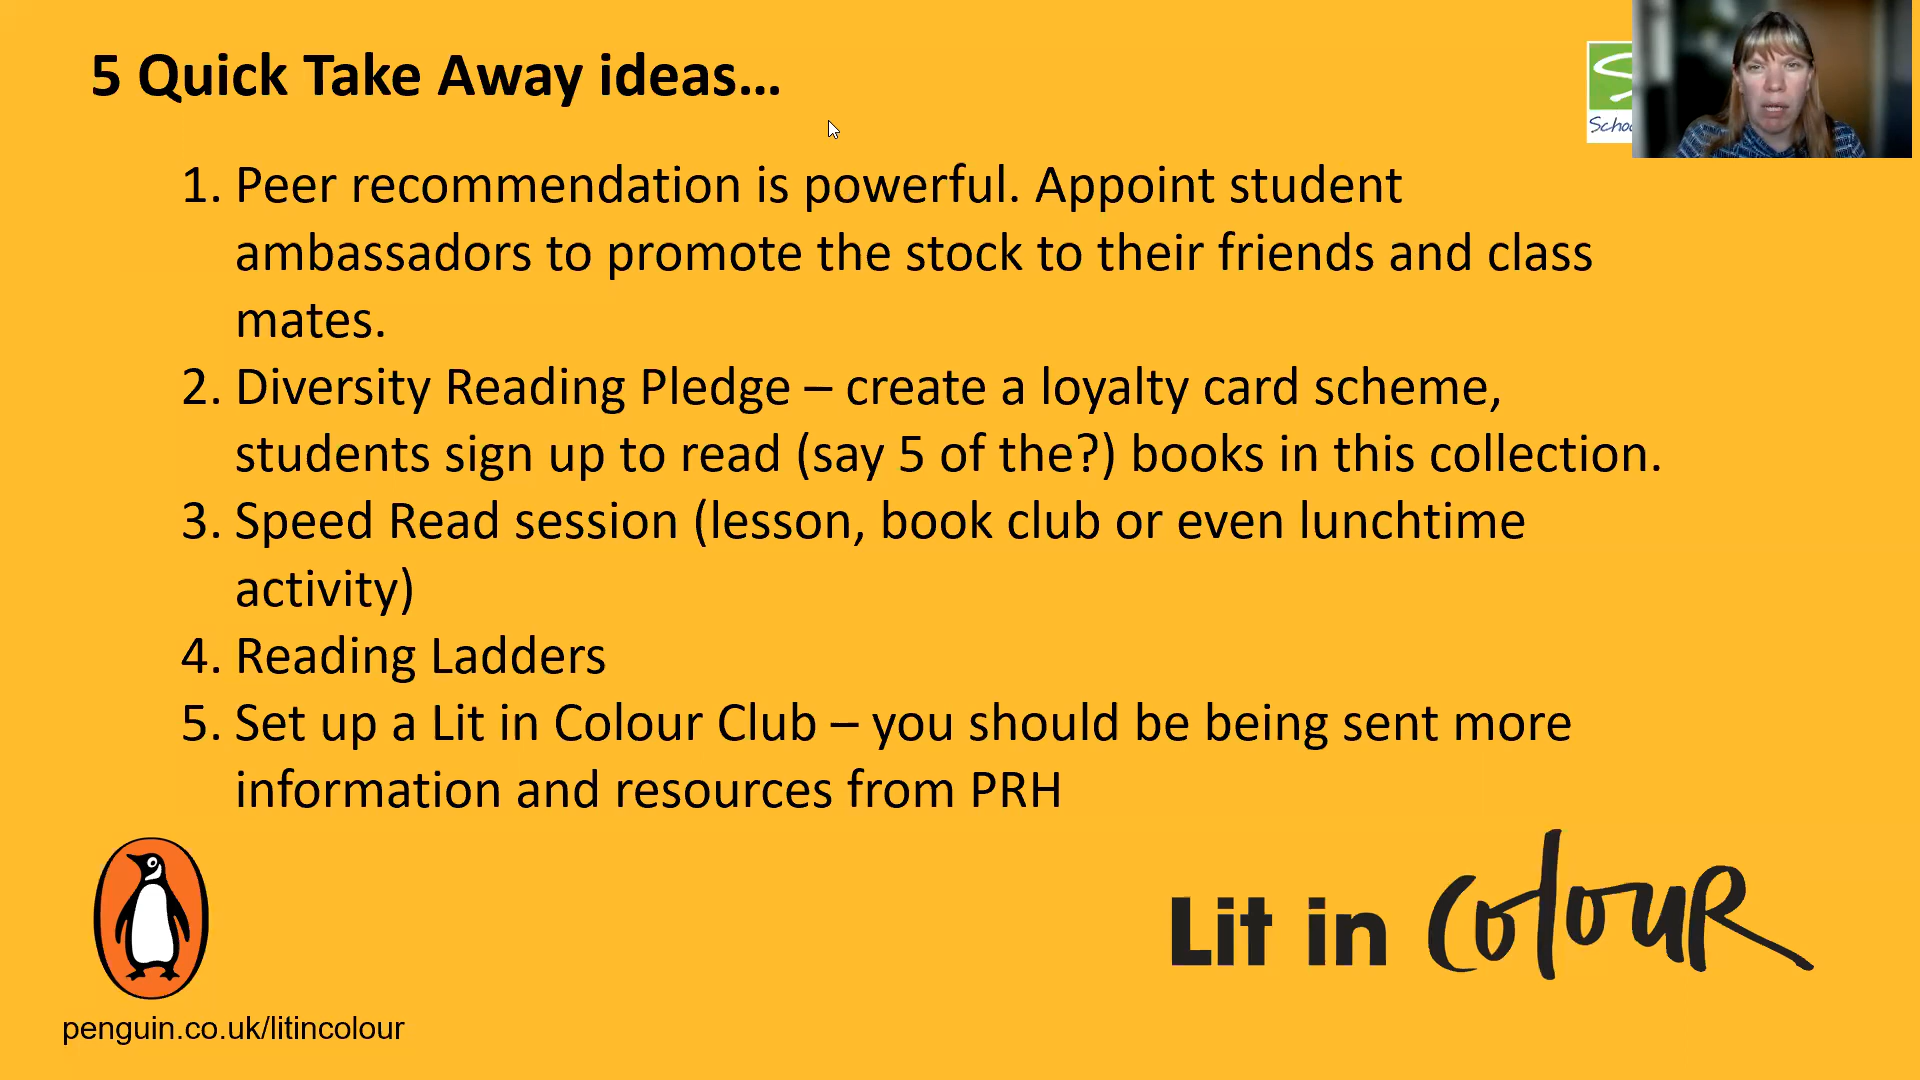 5 Quick Take Away ideas...
1. Peer recommendation is powerful. Appoint student
ambassadors to promote the stock to their friends and class
mates.
2. Diversity Reading Pledge – create a loyalty card scheme,
students sign up to read (say 5 of the?) books in this collection.
3. Speed Read session (lesson, book club or even lunchtime
activity)
4. Reading Ladders
5. Set up a Lit in Colour Club – you should be being sent more
information and resources from PRH
Lit in Colour
penguin.co.uk/litincolour